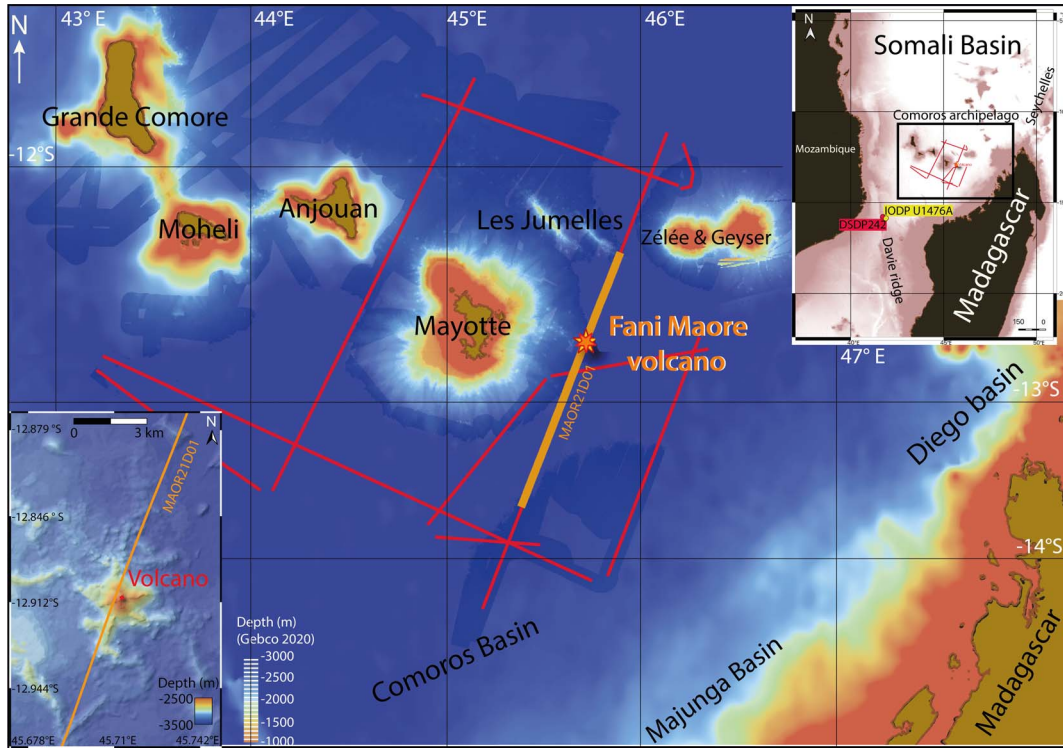 N
43° E
44°E
45°E
46°E
47° E
-12°S
-13°S
-14°S
Grande Comore
Moheli
Anjouan
Les Jumelles
Zélée & Geyser
Mayotte
Fani Maore
volcano
MAOR21D01
Diego basin
Comoros Basin
Majunga Basin
Madagascar
N
Somali Basin
Seychelles
Comoros archipelago
Mozambique
IODP U1476A
DSDP242
Davie ridge
Madagascar
150
0
40°E
45°E
N
0
3 km
-12.879 °S
-12.846 ° S
-12.912°S
-12.944°S
MAOR21D01
Volcano
Depth (m)
-2500
-3500
45.678°E
45.71°E
45.742°E
Depth (m)
(Gebco 2020)
-3000
-2500
-2000
-1500
-1000